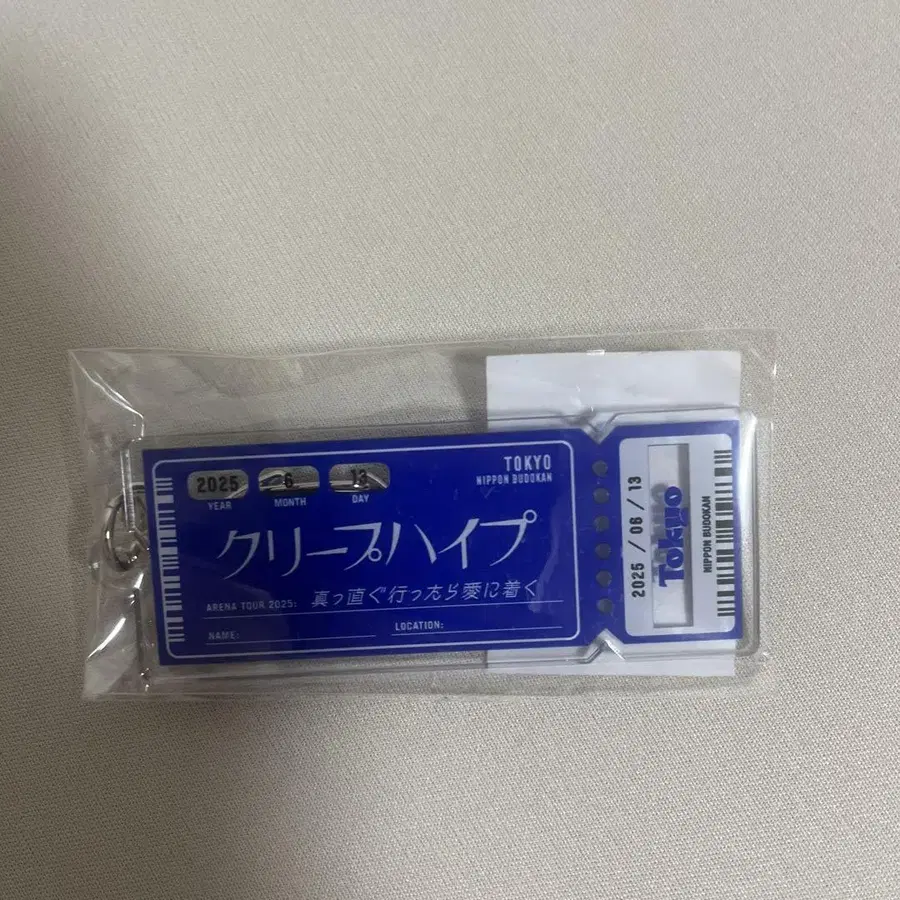 2025 6 13
YEAR MONTH DAY
TOKYO
NIPPON BUDOKAN
クリープハイプ
ARENA TOUR 2025: 真っ直ぐ行ったら愛に着く
NAME: LOCATION:
2025 / 06 / 13
Tokyo
NIPPON BUDOKAN